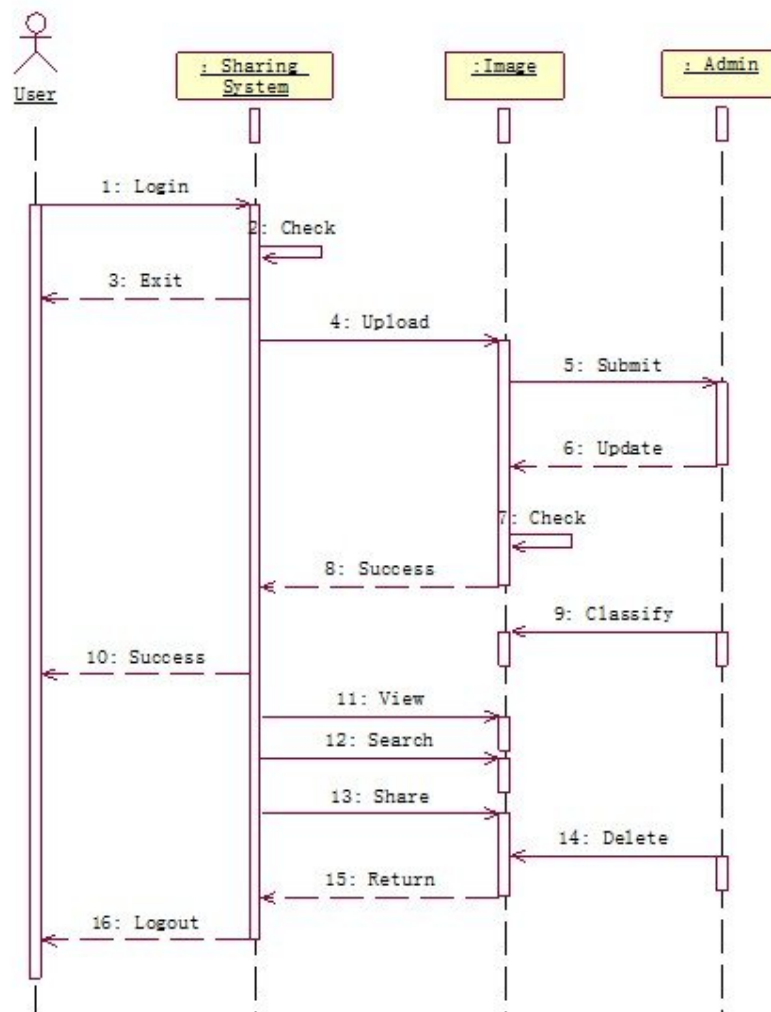 : Sharing
System
:Image
: Admin
User
1: Login
2: Check
3: Exit
4: Upload
5: Submit
6: Update
7: Check
8: Success
9: Classify
10: Success
11: View
12: Search
13: Share
14: Delete
15: Return
16: Logout